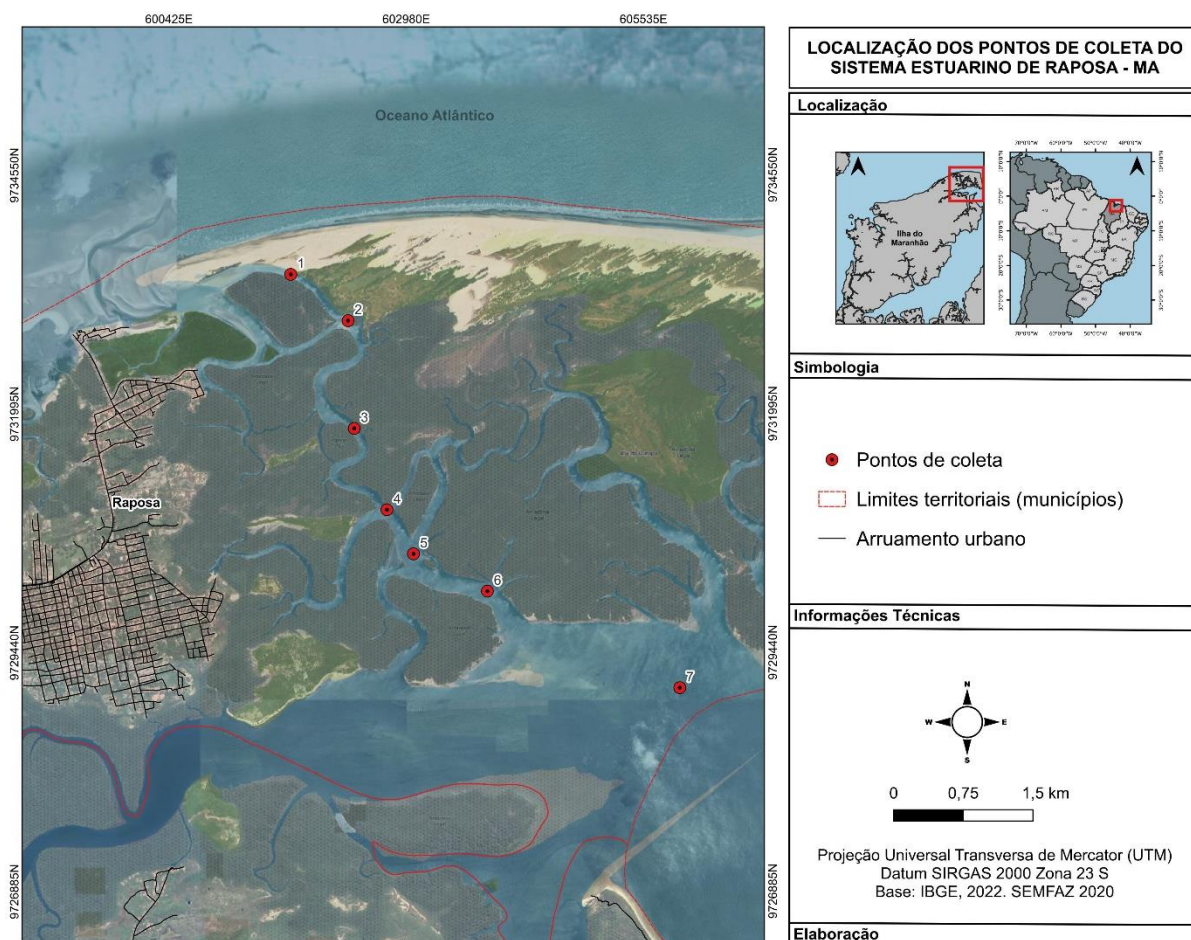 600425E
602980E
605535E
9734550N
9731995N
9729440N
9726885N
9734550N
9731995N
9729440N
9726885N
Oceano Atlântico
1
2
3
4
5
6
7
Raposa
LOCALIZAÇÃO DOS PONTOS DE COLETA DO
SISTEMA ESTUARINO DE RAPOSA - MA
Localização
Ilha do
Maranhão
Simbologia
Pontos de coleta
Limites territoriais (municípios)
Arruamento urbano
Informações Técnicas
N
W
E
S
0
0,75
1,5 km
Projeção Universal Transversa de Mercator (UTM)
Datum SIRGAS 2000 Zona 23 S
Base: IBGE, 2022. SEMFAZ 2020
Elaboração